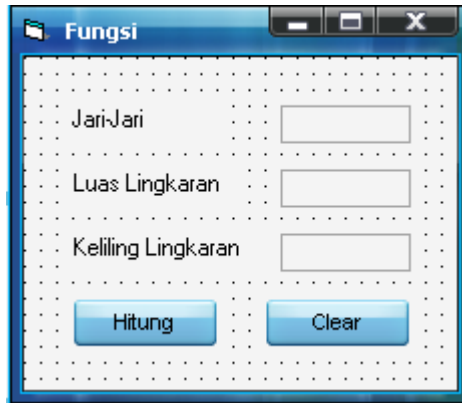 Fungsi
Jari-Jari
Luas Lingkaran
Keliling Lingkaran
Hitung Clear